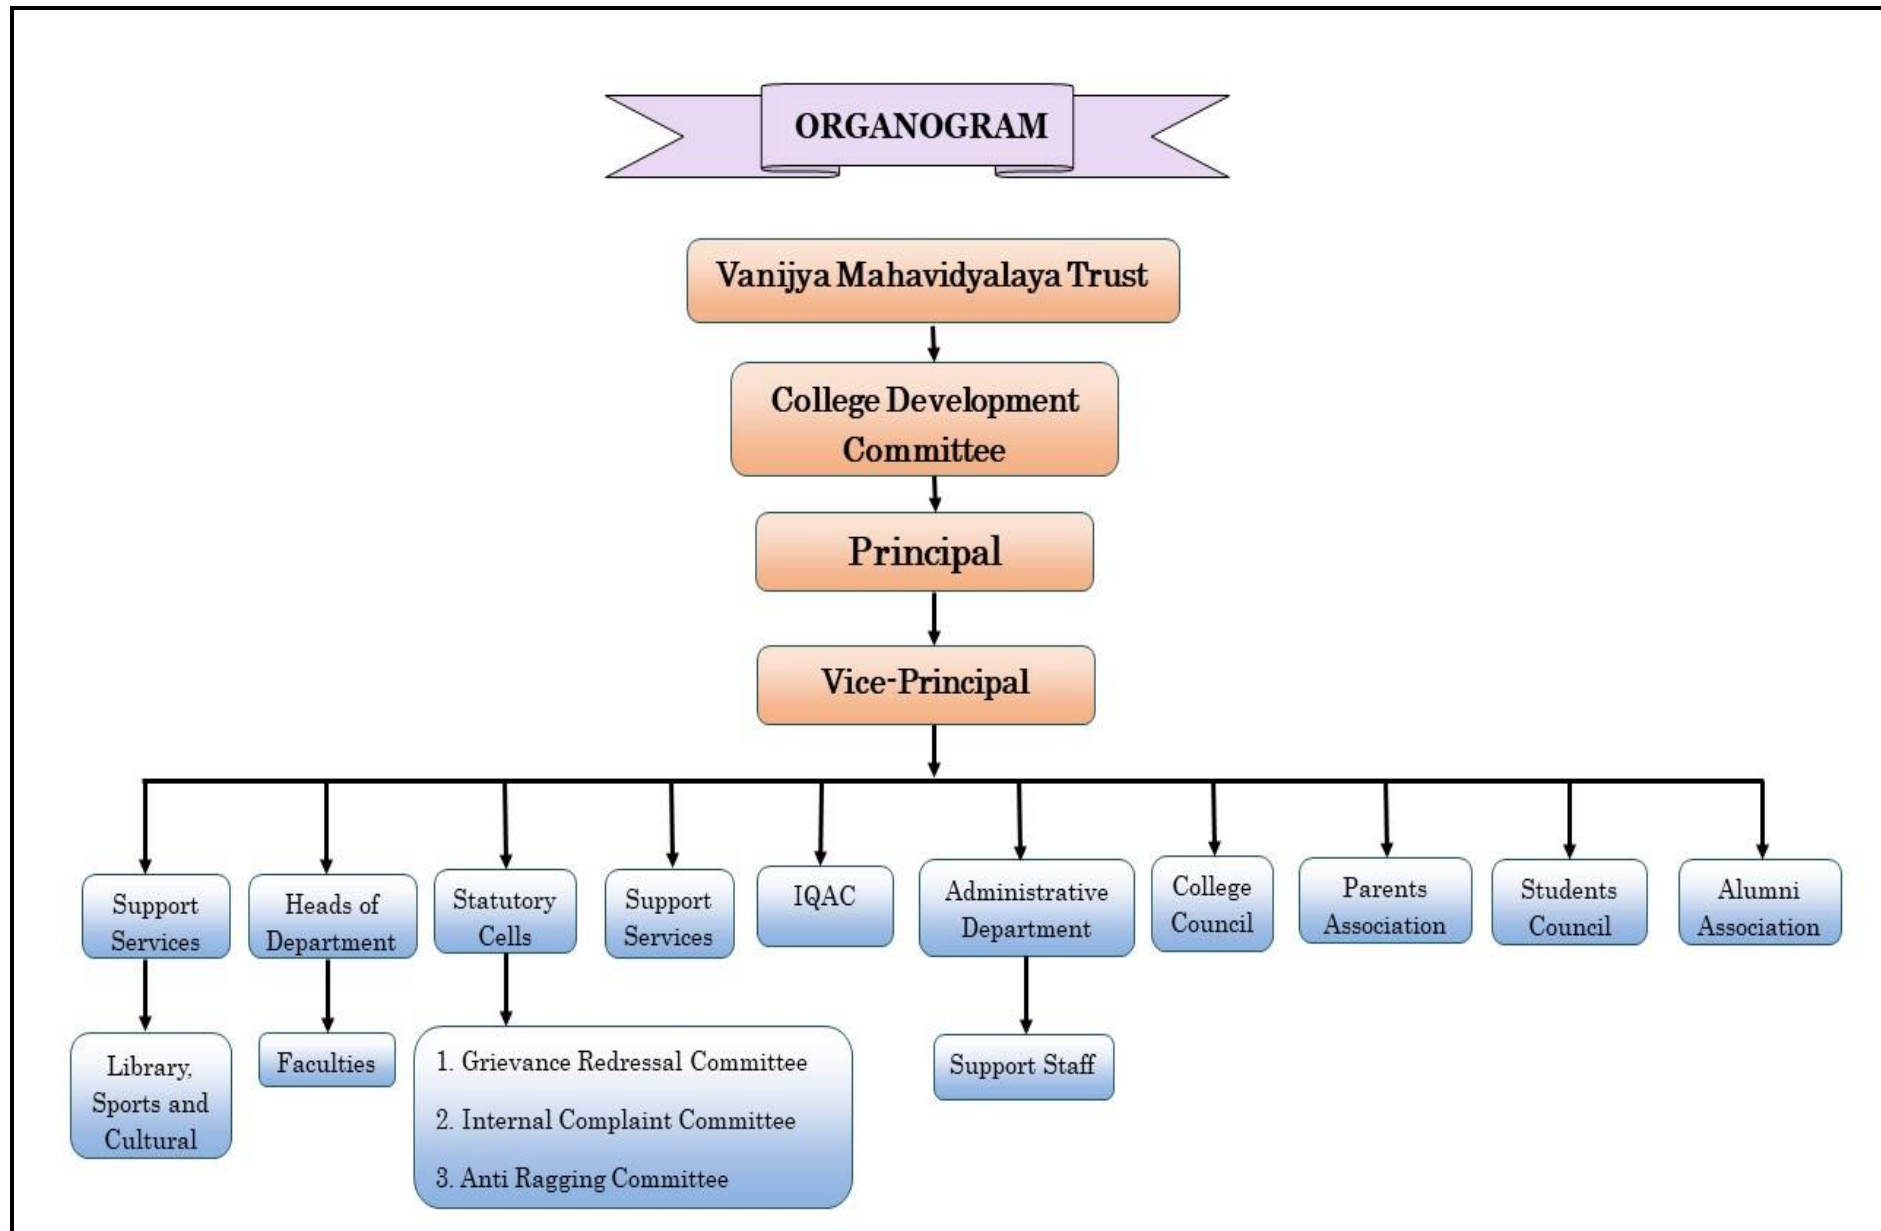 ORGANOGRAM
Vanijya Mahavidyalaya Trust
College Development
Committee
Principal
Vice-Principal
Support
Services
Heads of
Department
Statutory
Cells
Support
Services
IQAC
Administrative
Department
College
Council
Parents
Association
Students
Council
Alumni
Association
Library,
Sports and
Cultural
Faculties
1. Grievance Redressal Committee
2. Internal Complaint Committee
3. Anti Ragging Committee
Support Staff